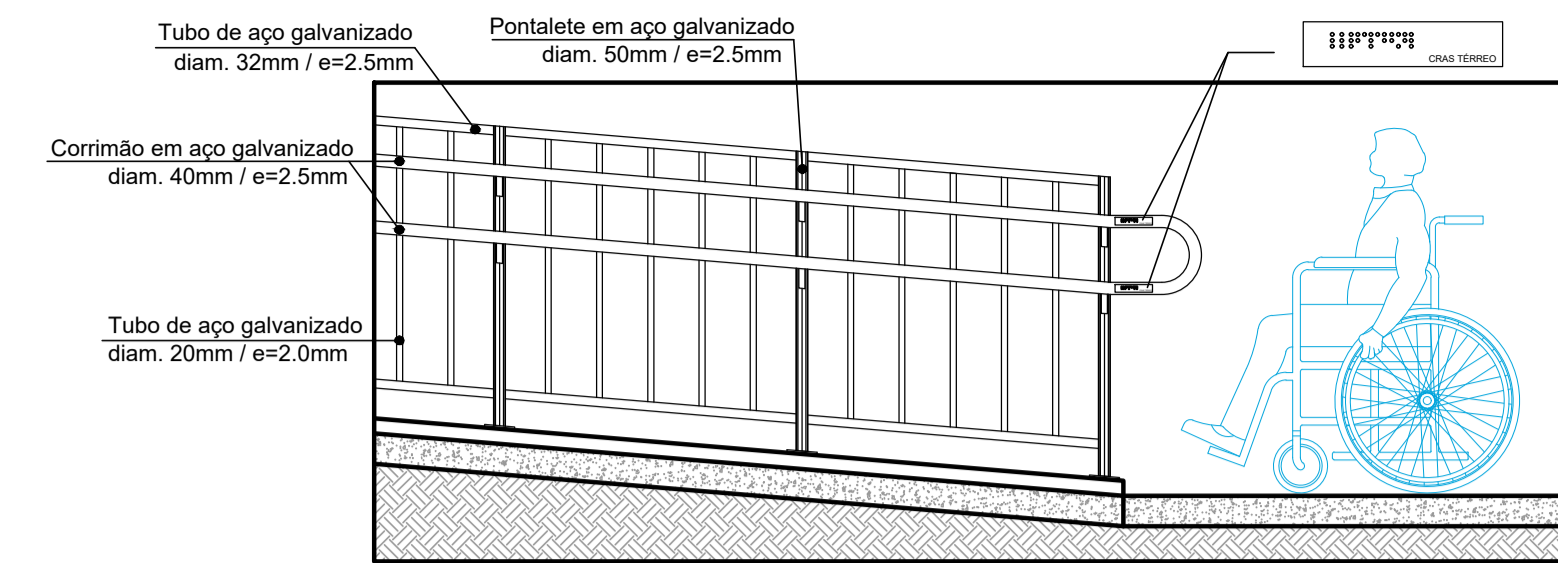 Tubo de aço galvanizado
diam. 32mm / e=2.5mm
Pontalete em aço galvanizado
diam. 50mm / e=2.5mm
CRAS TÉRREO
Corrimão em aço galvanizado
diam. 40mm / e=2.5mm
Tubo de aço galvanizado
diam. 20mm / e=2.0mm